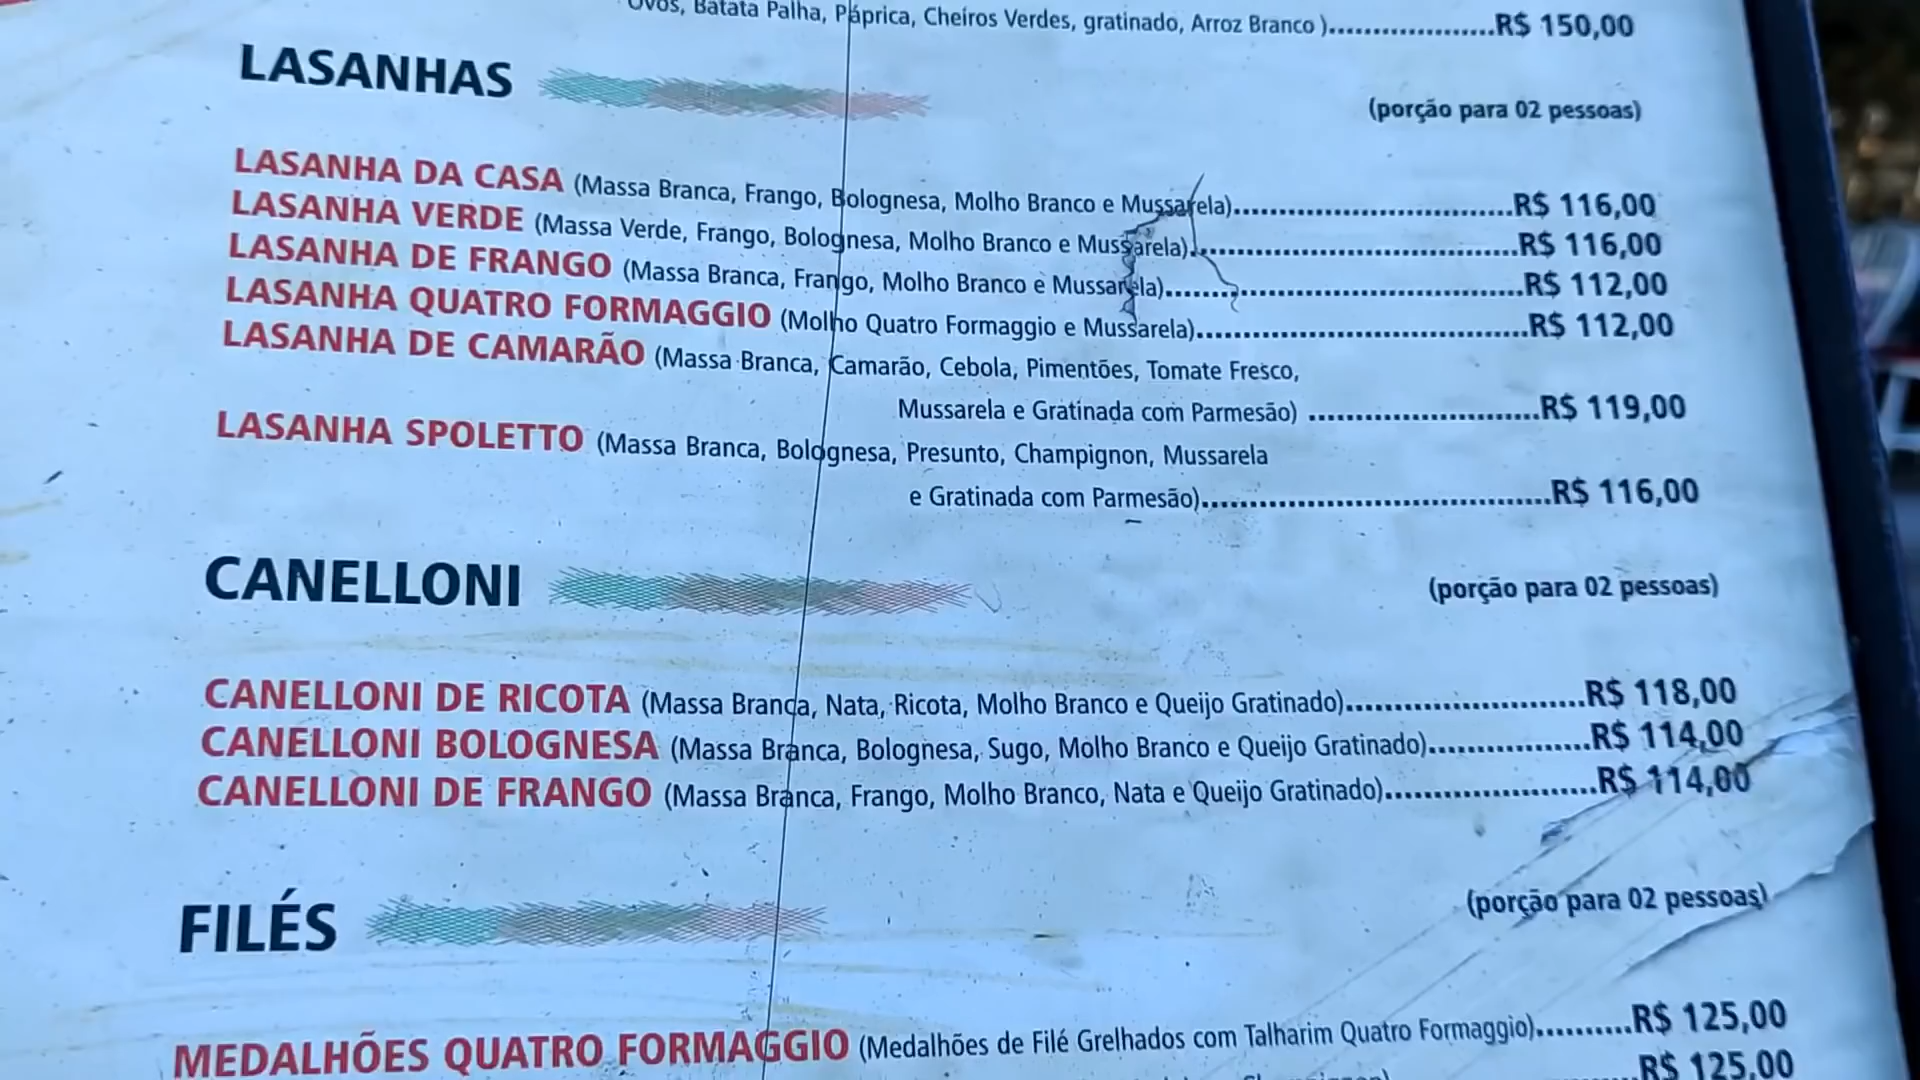 Ovos, Batata Palha, Páprica, Cheiros Verdes, gratinado, Arroz Branco )...................R$ 150,00
LASANHAS
(porção para 02 pessoas)
LASANHA DA CASA (Massa Branca, Frango, Bolognesa, Molho Branco e Mussarela)................................R$ 116,00
LASANHA VERDE (Massa Verde, Frango, Bolognesa, Molho Branco e Mussarela).....................................R$ 116,00
LASANHA DE FRANGO (Massa Branca, Frango, Molho Branco e Mussarela).........................................R$ 112,00
LASANHA QUATRO FORMAGGIO (Molho Quatro Formaggio e Mussarela)......................................R$ 112,00
LASANHA DE CAMARÃO (Massa Branca, Camarão, Cebola, Pimentões, Tomate Fresco,
Mussarela e Gratinada com Parmesão) ...........................R$ 119,00
LASANHA SPOLETTO (Massa Branca, Bolognesa, Presunto, Champignon, Mussarela
e Gratinada com Parmesão)........................................R$ 116,00
CANELLONI
(porção para 02 pessoas)
CANELLONI DE RICOTA (Massa Branca, Nata, Ricota, Molho Branco e Queijo Gratinado)...........................R$ 118,00
CANELLONI BOLOGNESA (Massa Branca, Bolognesa, Sugo, Molho Branco e Queijo Gratinado)..................R$ 114,00
CANELLONI DE FRANGO (Massa Branca, Frango, Molho Branco, Nata e Queijo Gratinado)........................R$ 114,00
FILÉS
(porção para 02 pessoas)
MEDALHÕES QUATRO FORMAGGIO (Medalhões de Filé Grelhados com Talharim Quatro Formaggio)..........R$ 125,00
R$ 125,00